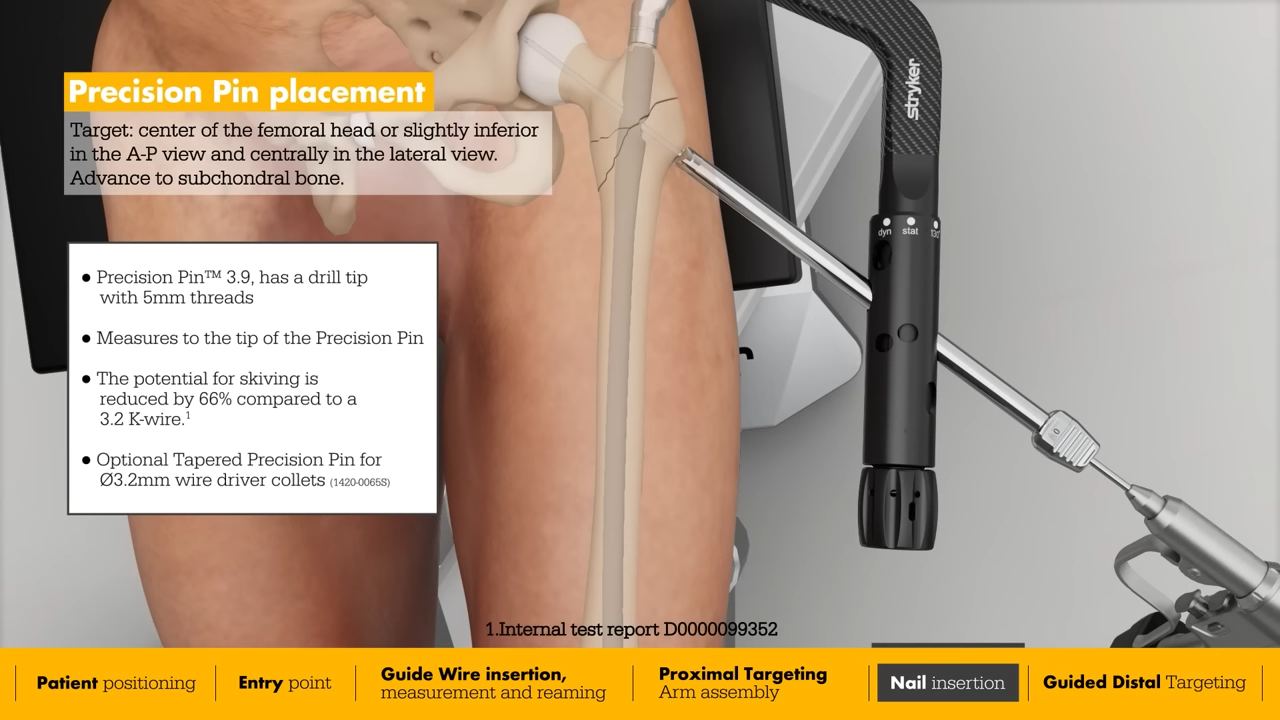 stryker
Precision Pin placement
Target: center of the femoral head or slightly inferior
in the A-P view and centrally in the lateral view.
Advance to subchondral bone.
dyn stat 130°
● Precision Pin™ 3.9, has a drill tip
with 5mm threads
● Measures to the tip of the Precision Pin
● The potential for skiving is
reduced by 66% compared to a
3.2 K-wire.¹
● Optional Tapered Precision Pin for
Ø3.2mm wire driver collets (1420-0065S)
0
1.Internal test report D0000099352
Patient positioning
Entry point
Guide Wire insertion,
measurement and reaming
Proximal Targeting
Arm assembly
Nail insertion
Guided Distal Targeting